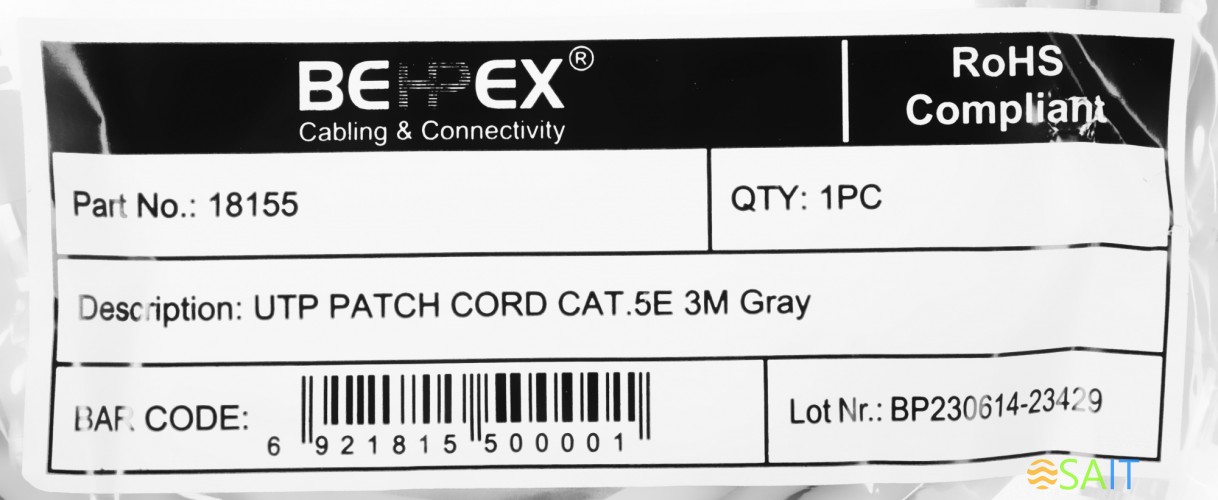 BEHPEX®
Cabling & Connectivity
RoHS
Compliant
Part No.: 18155
QTY: 1PC
Description: UTP PATCH CORD CAT.5E 3M Gray
BAR CODE:
6 921815 500001
Lot Nr.: BP230614-23429
SAIT